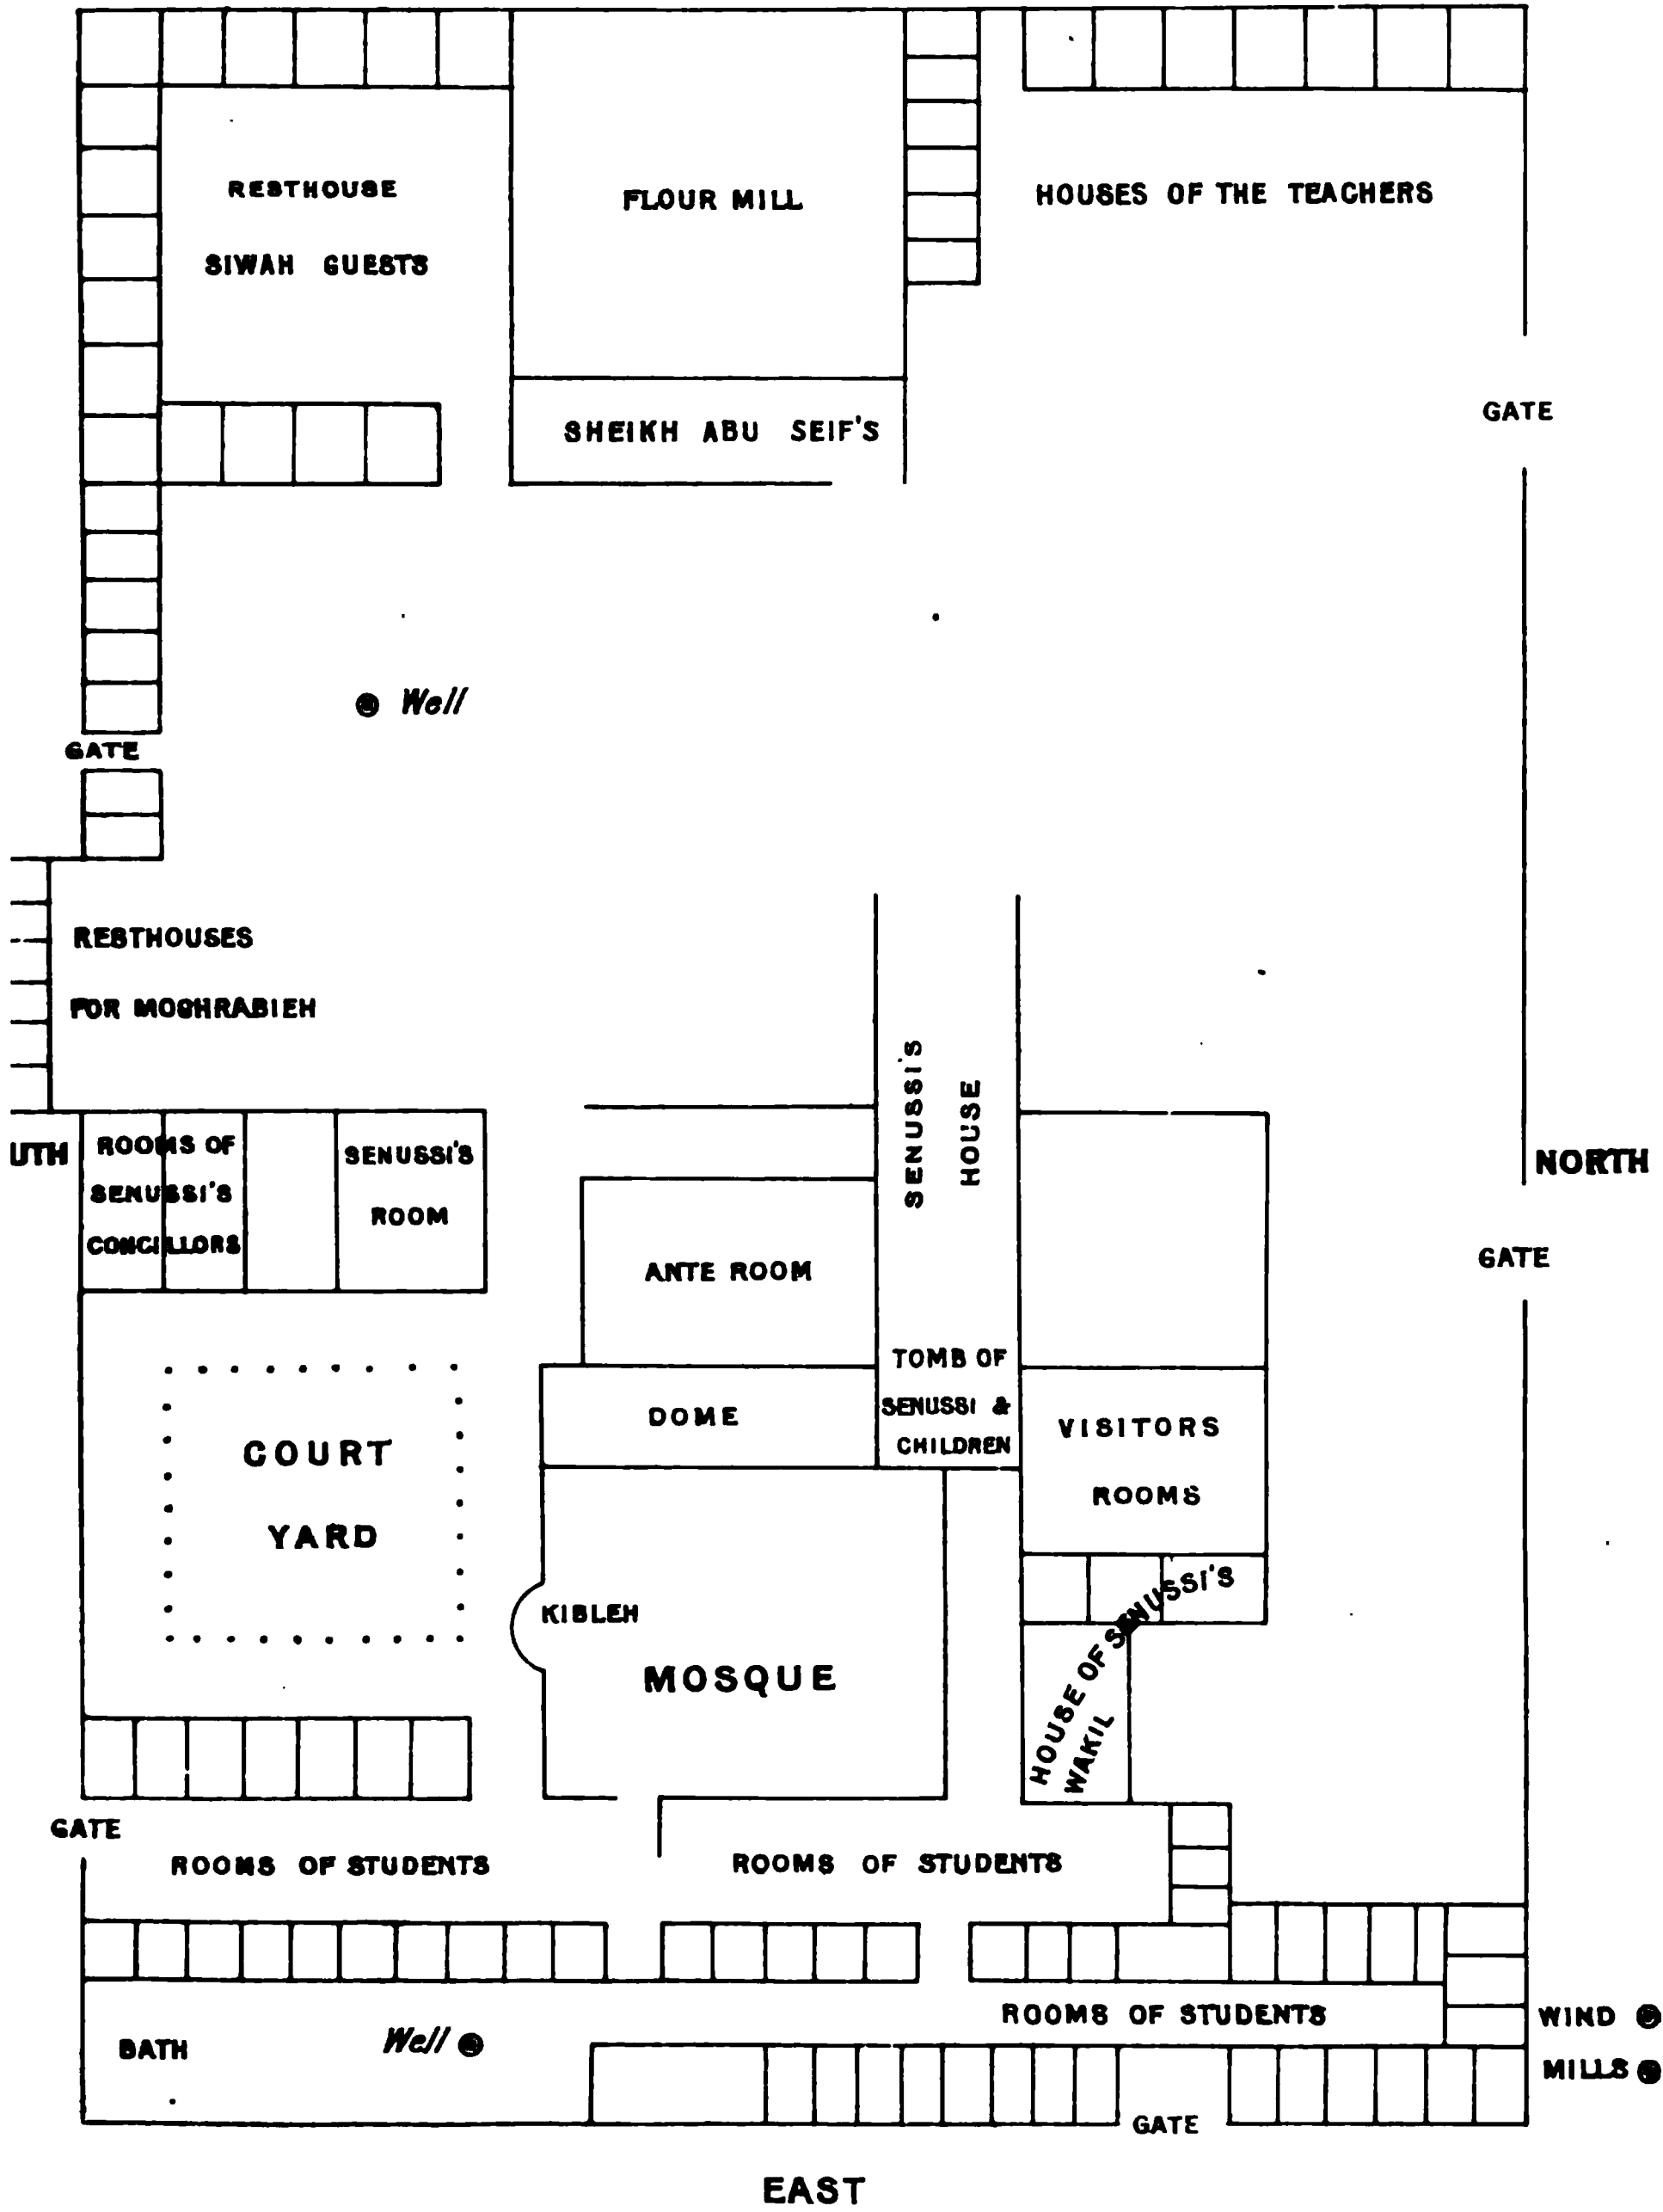 RESTHOUSE
SIWAH GUESTS
FLOUR MILL
HOUSES OF THE TEACHERS
GATE
SHEIKH ABU SEIF'S
Well
GATE
RESTHOUSES
FOR MOGHRABIEH
SENUSSI'S
HOUSE
UTH
ROOMS OF
SENUSSI'S
CONCILLORS
SENUSSI'S
ROOM
NORTH
GATE
ANTE ROOM
TOMB OF
SENUSSI &
CHILDREN
DOME
VISITORS
ROOMS
COURT
YARD
KIBLEH
MOSQUE
HOUSE OF SENUSSI'S
WAKIL
GATE
ROOMS OF STUDENTS
ROOMS OF STUDENTS
ROOMS OF STUDENTS
WIND
MILLS
BATH
Well
GATE
EAST